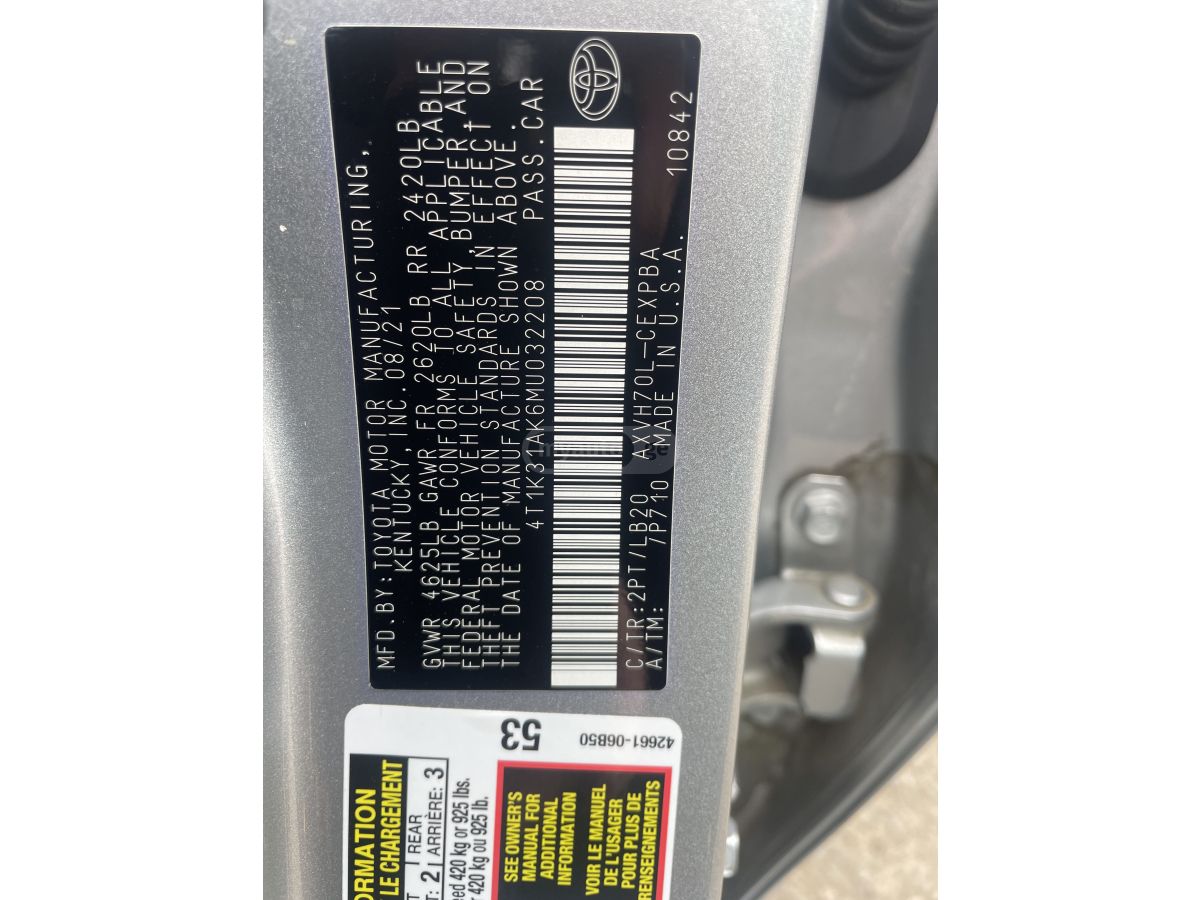 MFD.BY:TOYOTA MOTOR MANUFACTURING,
KENTUCKY,INC.08/21
GVWR 4625LB GAWR FR 2620LB RR 2420LB
THIS VEHICLE CONFORMS TO ALL APPLICABLE
FEDERAL MOTOR VEHICLE SAFETY,BUMPER,AND
THEFT PREVENTION STANDARDS IN EFFECT ON
THE DATE OF MANUFACTURE SHOWN ABOVE.
4T1K31AK6MU032208 PASS.CAR
C/TR:2PT/LB20 AXVH70L-CEXPBA
A/TM: /P710 MADE IN U.S.A. 10842
myauto.ge
53
42661-06B50
ORMATION
LE CHARGEMENT
REAR
2 ARRIÈRE: 3
420 kg or 925 lbs.
420 kg ou 925 lb.
SEE OWNER'S
MANUAL FOR
ADDITIONAL
INFORMATION
VOIR LE MANUEL
DE L'USAGER
POUR PLUS DE
RENSEIGNEMENTS